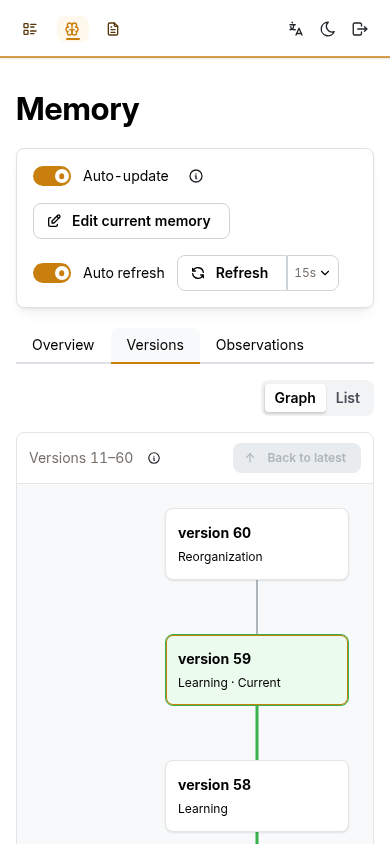 Memory
Auto-update
Edit current memory
Auto refresh
Refresh
15s
Overview
Versions
Observations
Graph
List
Versions 11–60
Back to latest
version 60
Reorganization
version 59
Learning · Current
version 58
Learning